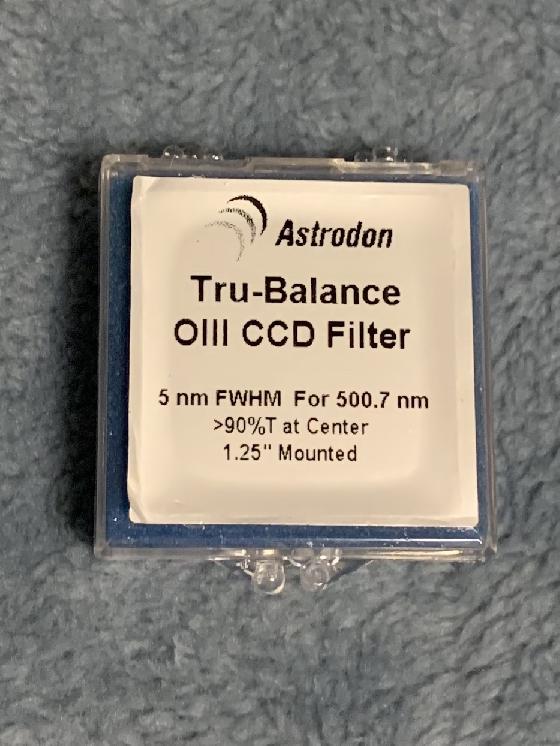 Astrodon
Tru-Balance
OIII CCD Filter
5 nm FWHM For 500.7 nm
>90%T at Center
1.25" Mounted